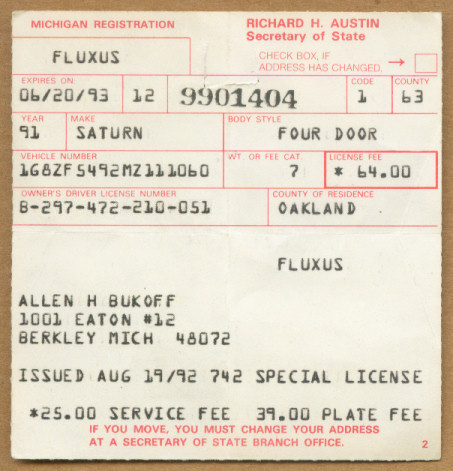 MICHIGAN REGISTRATION
RICHARD H. AUSTIN
Secretary of State
FLUXUS
CHECK BOX, IF
ADDRESS HAS CHANGED. →
EXPIRES ON CODE COUNTY
06/20/93 12 9901404 1 63
YEAR MAKE BODY STYLE
91 SATURN FOUR DOOR
VEHICLE NUMBER WT. OR FEE CAT. LICENSE FEE
1G8ZF5492MZ111060 7 * 64.00
OWNER'S DRIVER LICENSE NUMBER COUNTY OF RESIDENCE
B-297-472-210-051 OAKLAND
FLUXUS
ALLEN H BUKOFF
1001 EATON #12
BERKLEY MICH 48072
ISSUED AUG 19/92 742 SPECIAL LICENSE
*25.00 SERVICE FEE 39.00 PLATE FEE
IF YOU MOVE, YOU MUST CHANGE YOUR ADDRESS
AT A SECRETARY OF STATE BRANCH OFFICE. 2